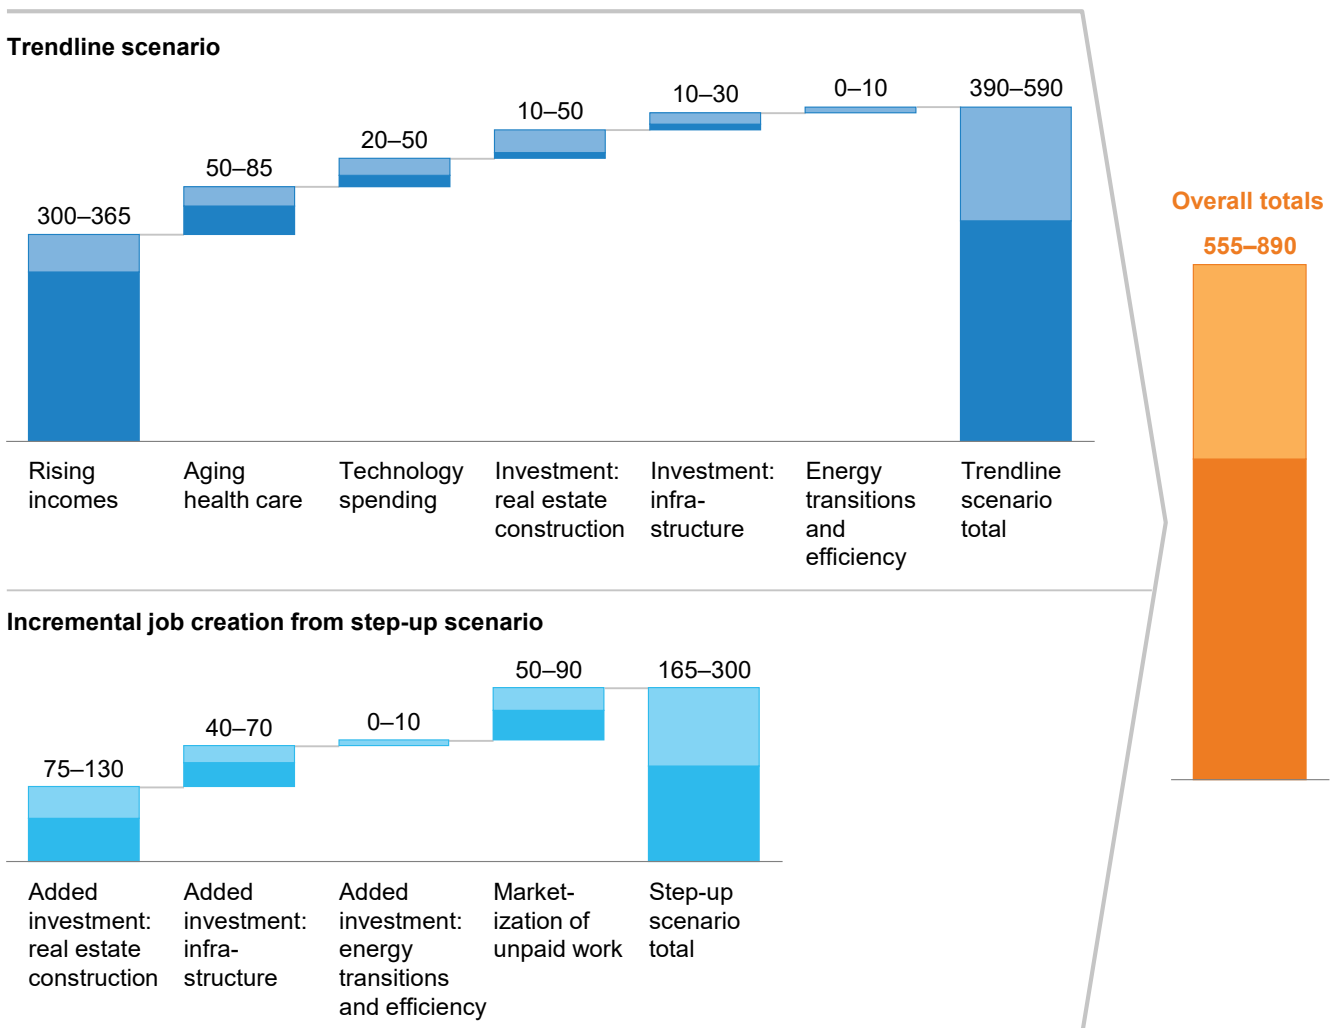 Trendline scenario
300–365
50–85
20–50
10–50
10–30
0–10
390–590
Rising
incomes
Aging
health care
Technology
spending
Investment:
real estate
construction
Investment:
infra-
structure
Energy
transitions
and
efficiency
Trendline
scenario
total
Overall totals
555–890
Incremental job creation from step-up scenario
75–130
40–70
0–10
50–90
165–300
Added
investment:
real estate
construction
Added
investment:
infra-
structure
Added
investment:
energy
transitions
and efficiency
Market-
ization of
unpaid work
Step-up
scenario
total